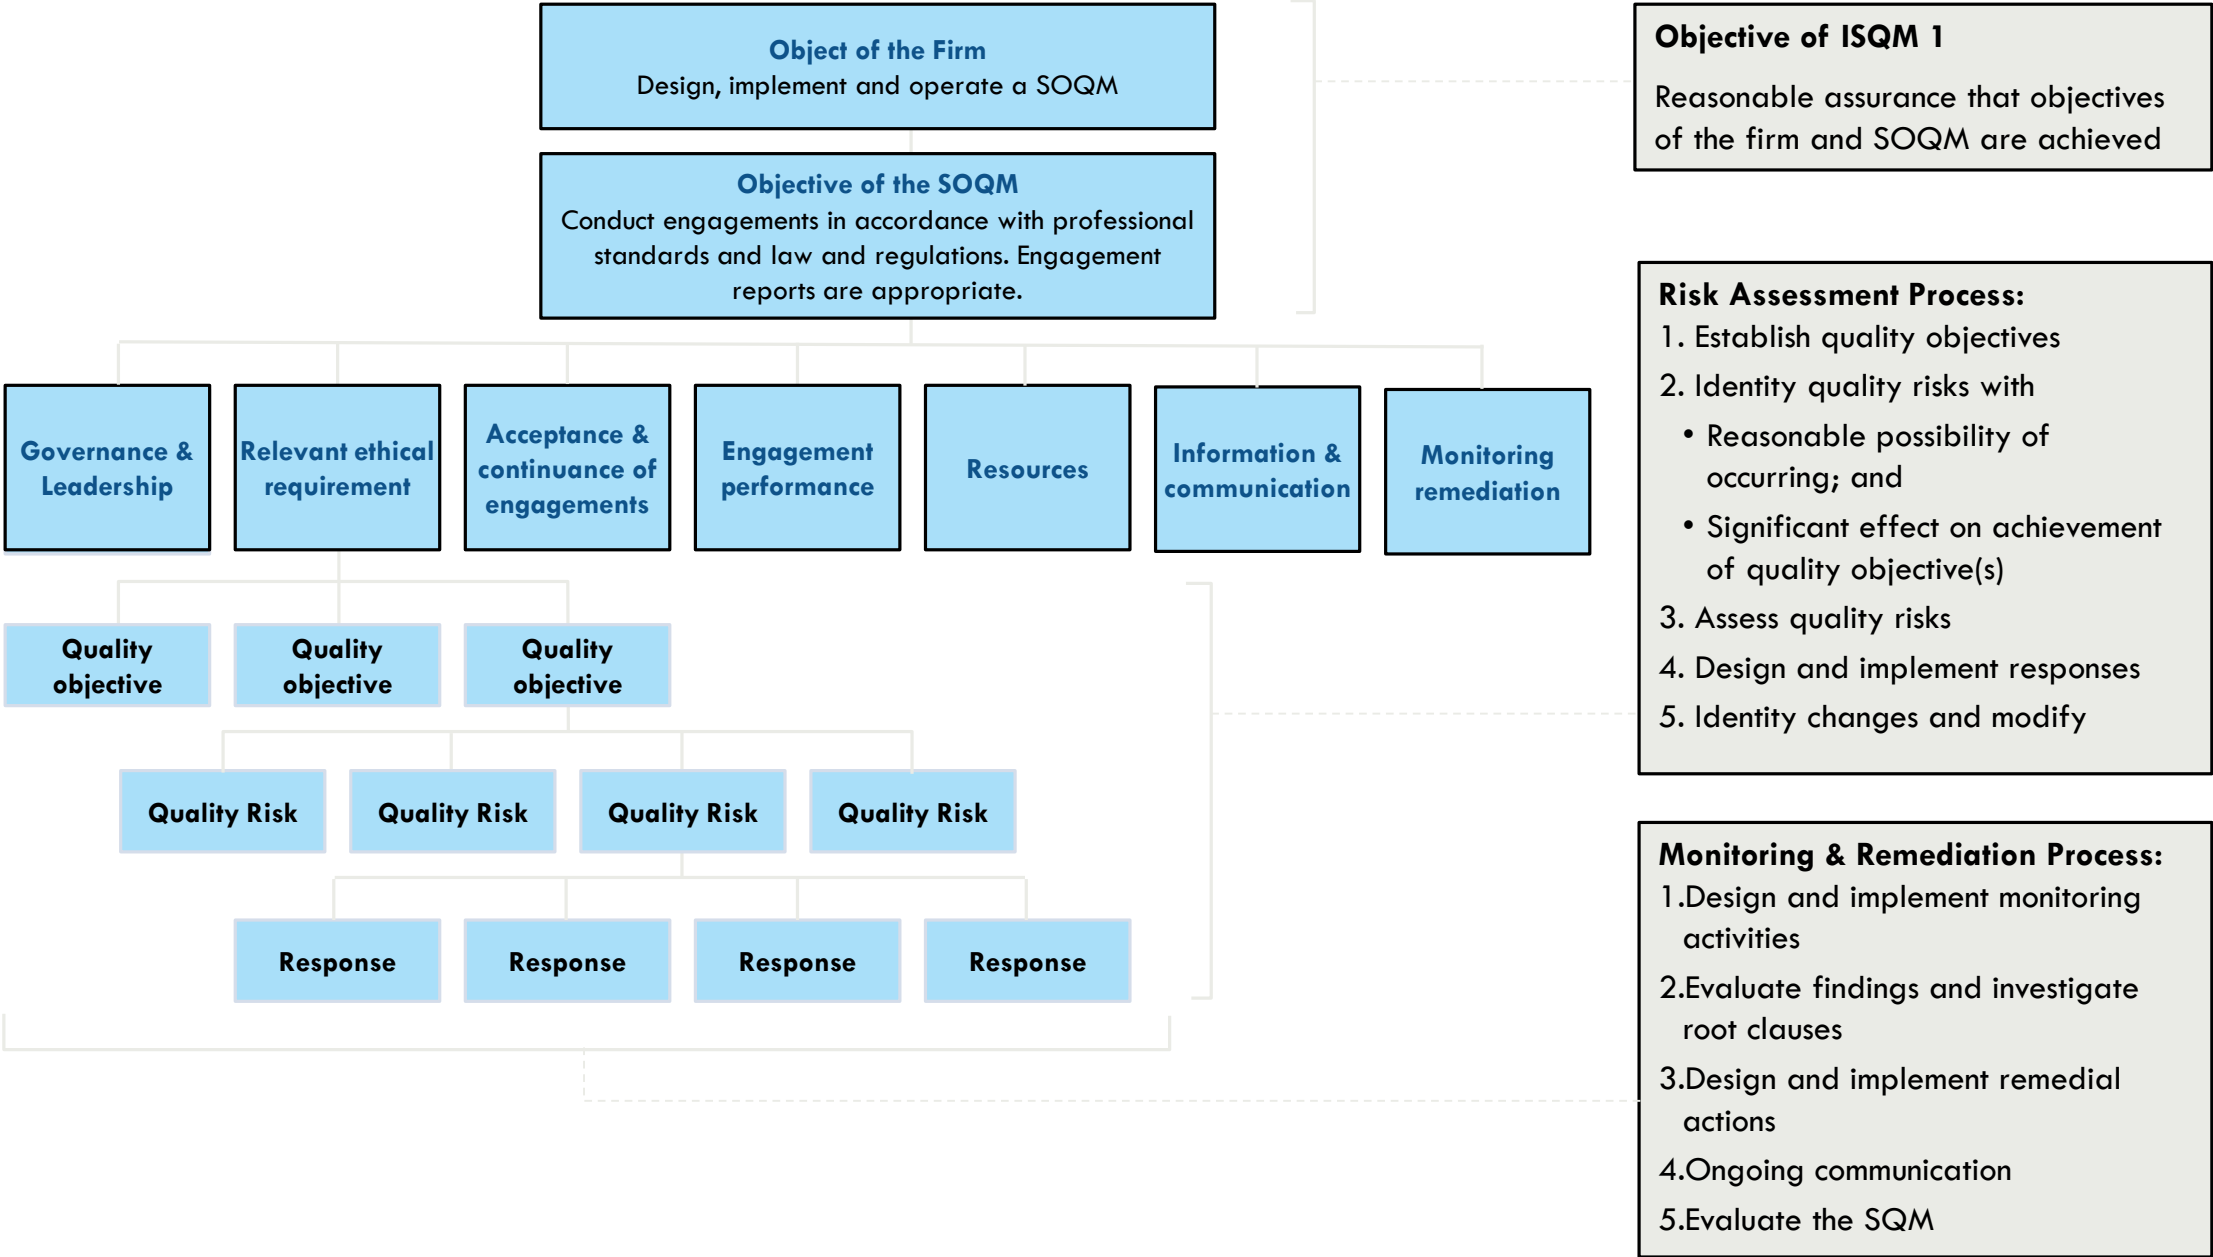 Object of the Firm
Design, implement and operate a SOQM
Objective of the SOQM
Conduct engagements in accordance with professional
standards and law and regulations. Engagement
reports are appropriate.
Governance &
Leadership
Relevant ethical
requirement
Acceptance &
continuance of
engagements
Engagement
performance
Resources
Information &
communication
Monitoring
remediation
Quality
objective
Quality
objective
Quality
objective
Quality Risk
Quality Risk
Quality Risk
Quality Risk
Response
Response
Response
Response
Objective of ISQM 1
Reasonable assurance that objectives
of the firm and SOQM are achieved
Risk Assessment Process:
1. Establish quality objectives
2. Identity quality risks with
• Reasonable possibility of
occurring; and
• Significant effect on achievement
of quality objective(s)
3. Assess quality risks
4. Design and implement responses
5. Identity changes and modify
Monitoring & Remediation Process:
1.Design and implement monitoring
activities
2.Evaluate findings and investigate
root clauses
3.Design and implement remedial
actions
4.Ongoing communication
5.Evaluate the SQM